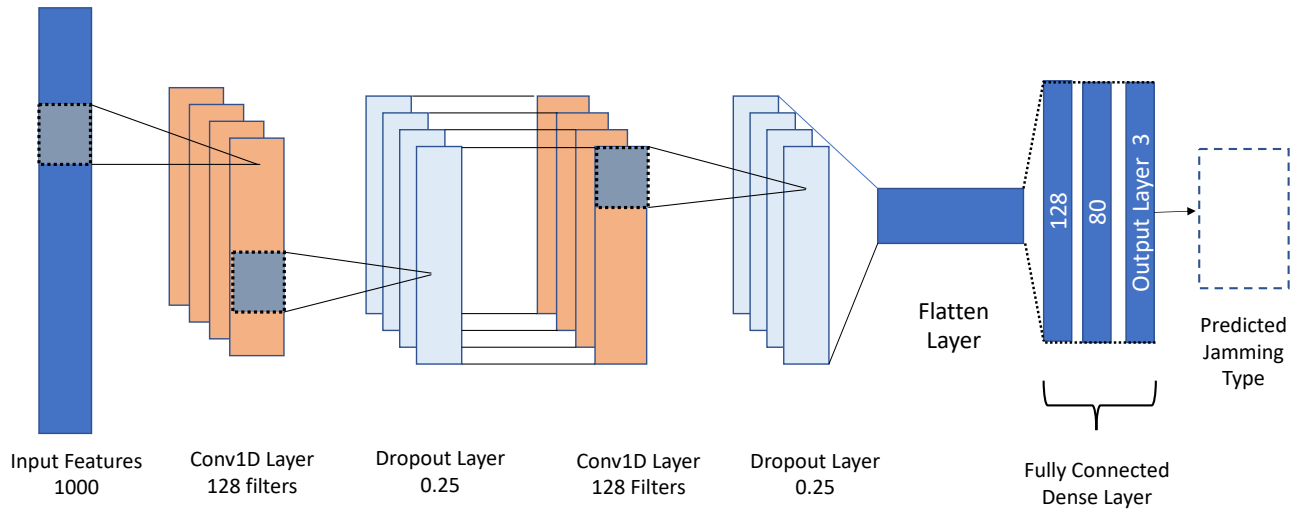 128
80
Output Layer 3
Flatten
Layer
Predicted
Jamming
Type
Input Features
1000
Conv1D Layer
128 filters
Dropout Layer
0.25
Conv1D Layer
128 Filters
Dropout Layer
0.25
Fully Connected
Dense Layer